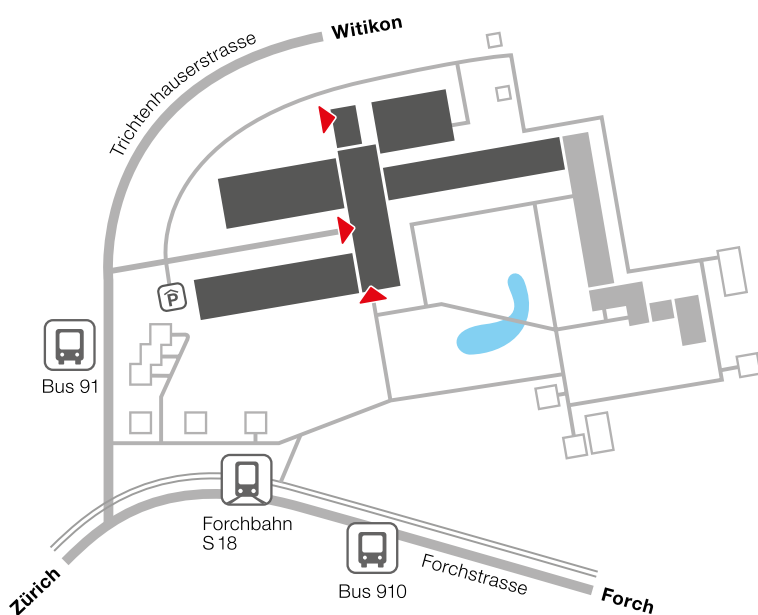 Witikon
Trichtenhauserstrasse
P
Bus 91
Forchbahn
S 18
Bus 910
Forchstrasse
Zürich
Forch